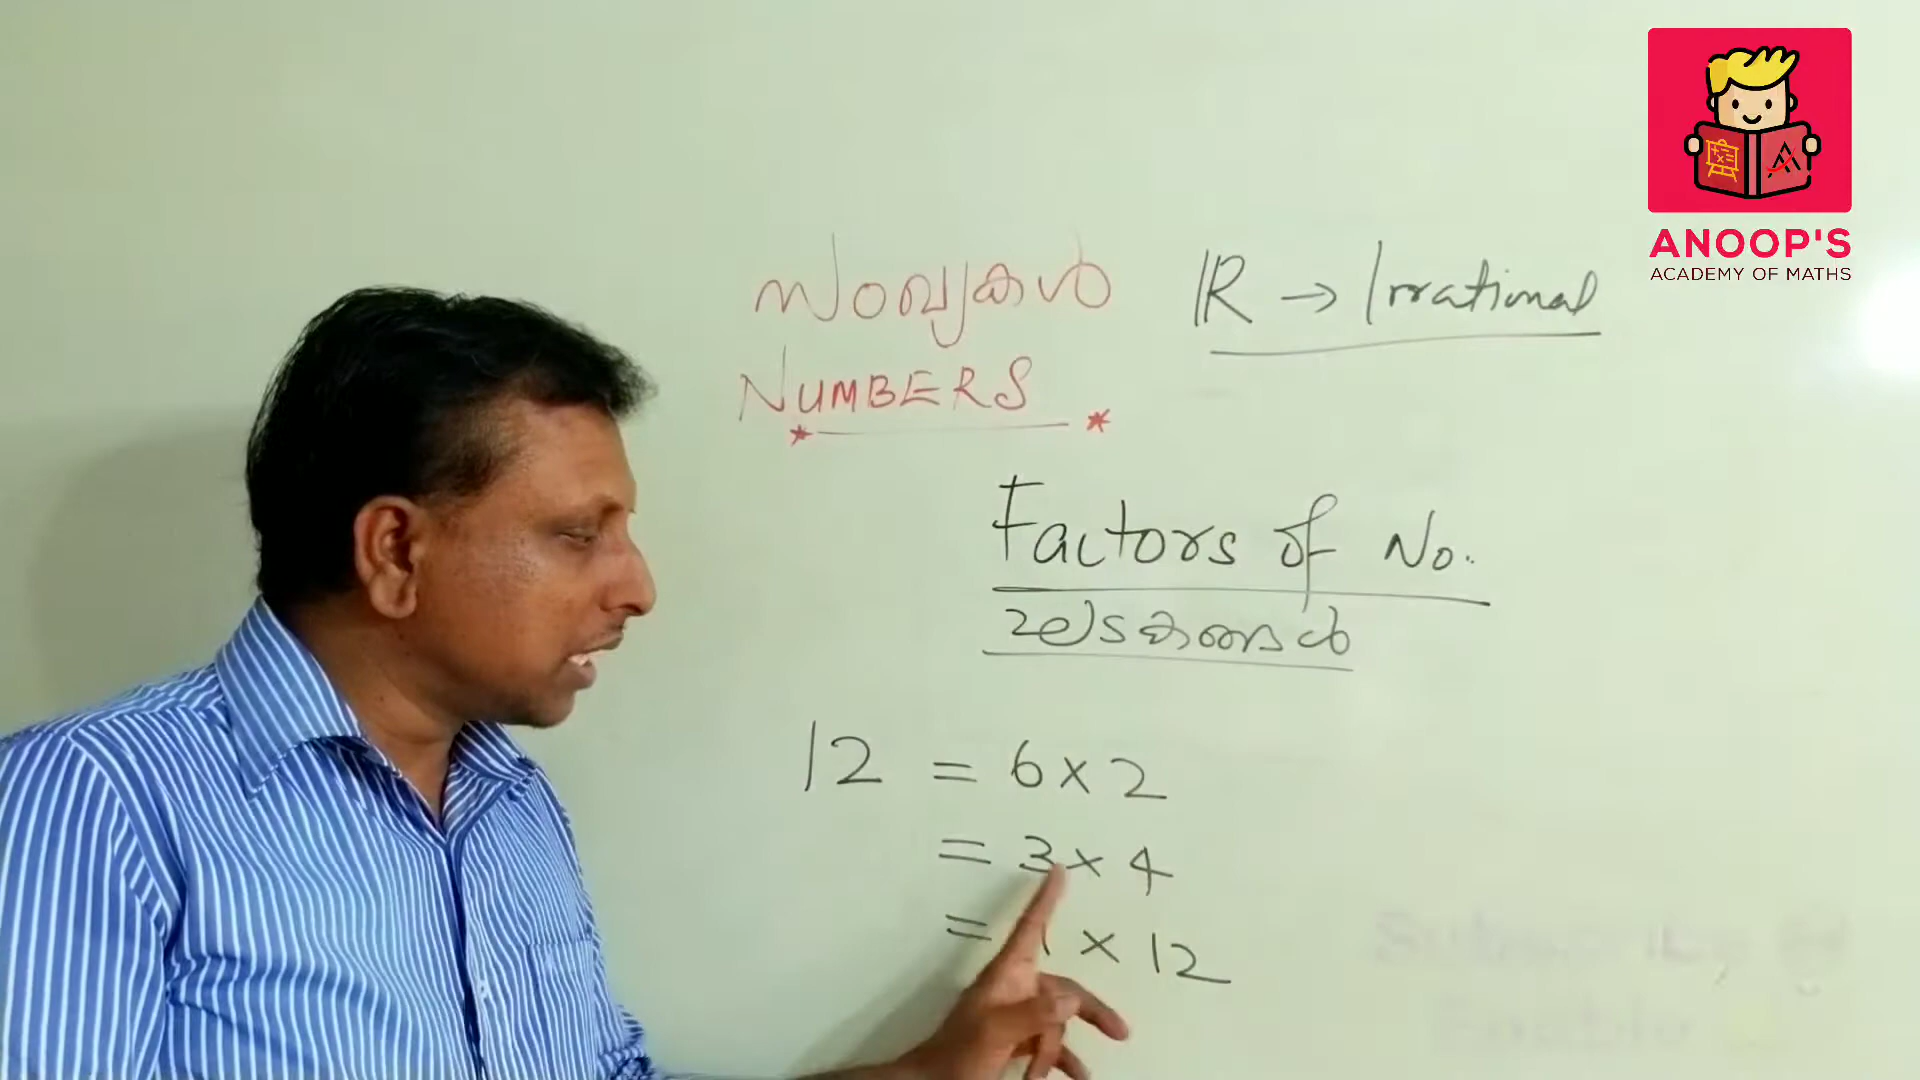 സംഖ്യകൾ
NUMBERS
* *
IR → Irrational
Factors of No.
ഘടകങ്ങൾ
12 = 6 × 2
= 3 × 4
= 1 × 12
ANOOP'S
ACADEMY OF MATHS